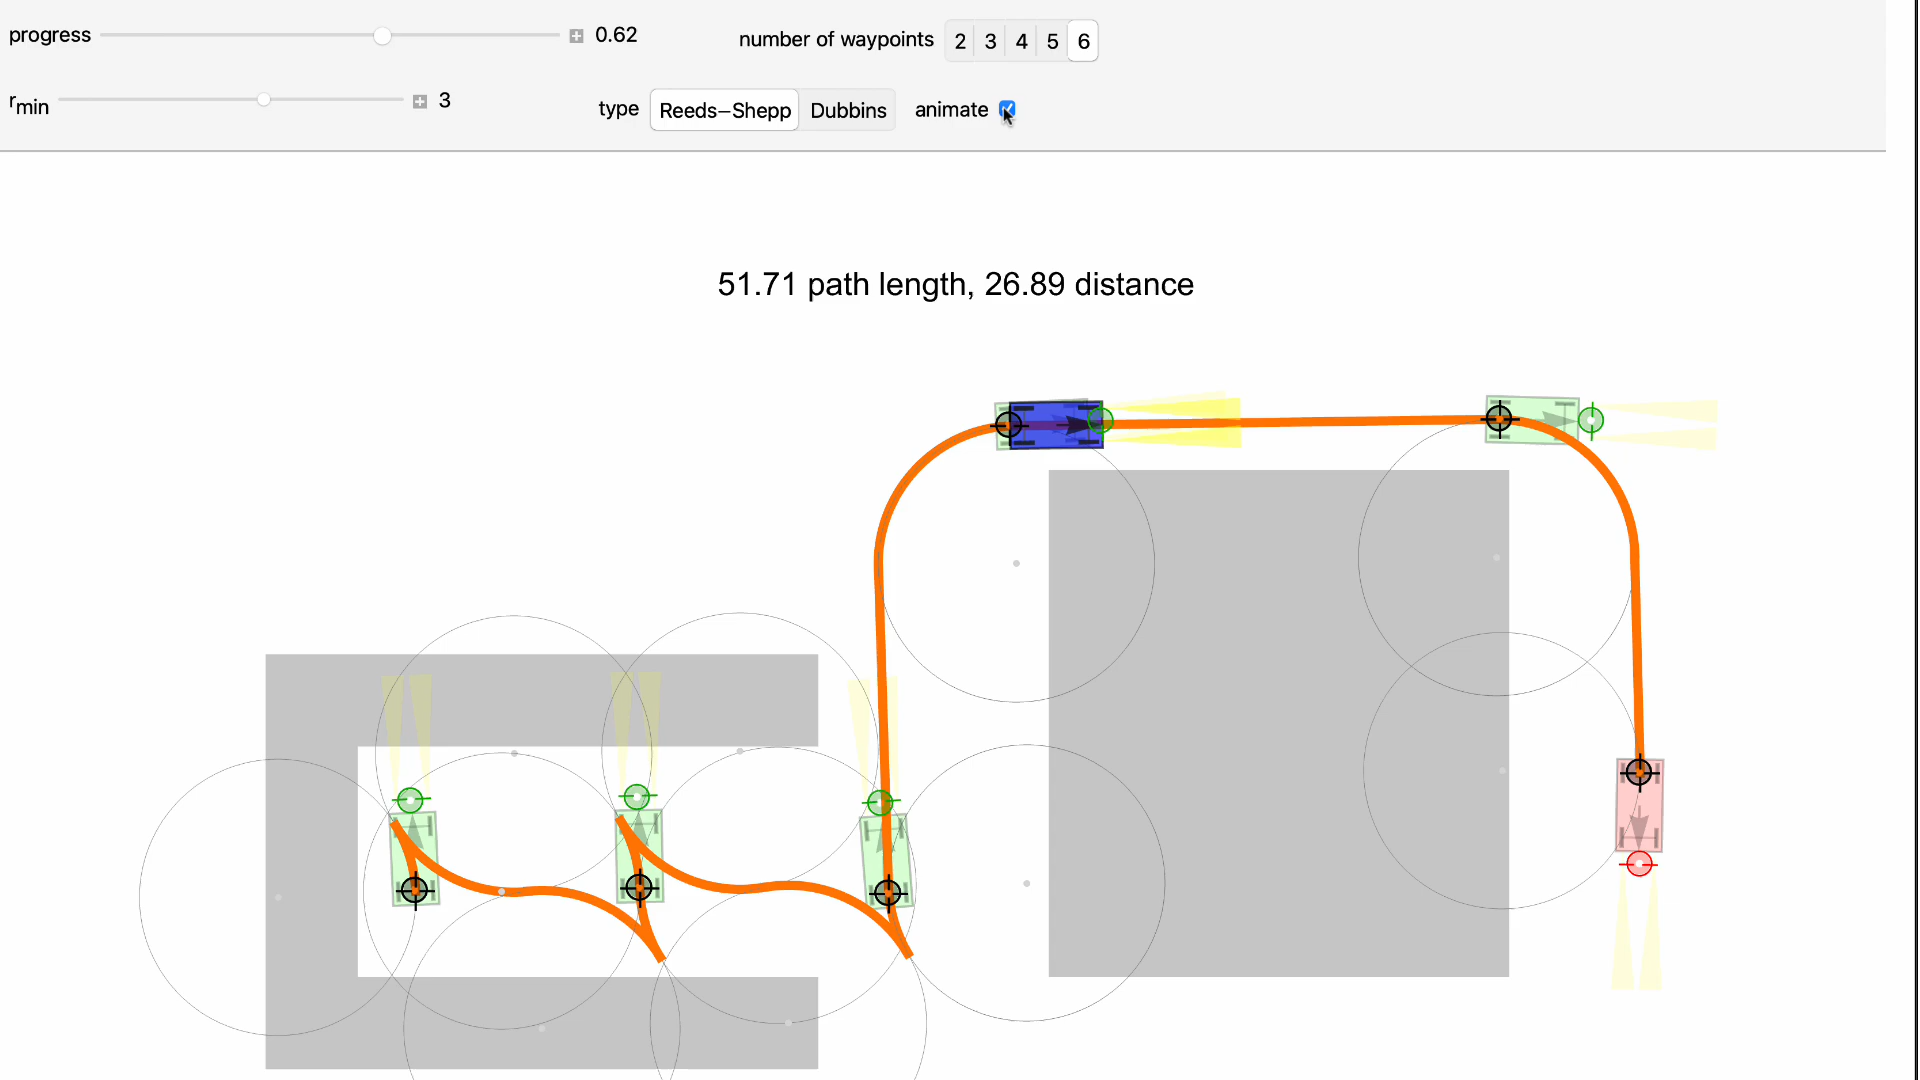 progress 0.62 number of waypoints 2 3 4 5 6
rmin 3 type Reeds–Shepp Dubbins animate
51.71 path length, 26.89 distance